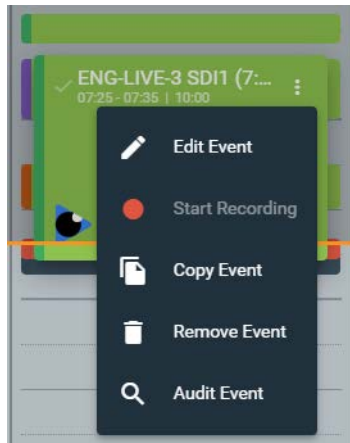 ENG-LIVE-3 SDI1 (7:...
07:25 - 07:35 | 10:00
Edit Event
Start Recording
Copy Event
Remove Event
Audit Event